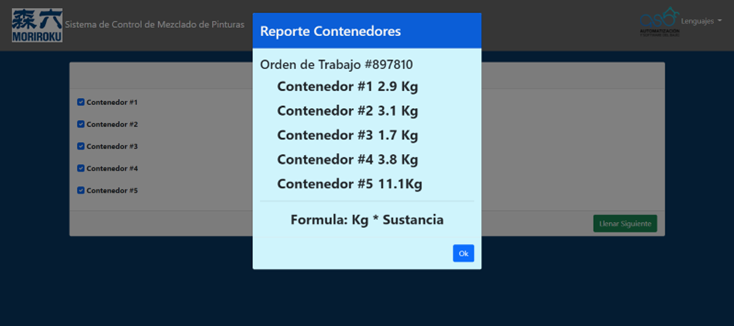 森六
MORIROKU
Sistema de Control de Mezclado de Pinturas
Lenguajes
Reporte Contenedores
Orden de Trabajo #897810
Contenedor #1 2.9 Kg
Contenedor #2 3.1 Kg
Contenedor #3 1.7 Kg
Contenedor #4 3.8 Kg
Contenedor #5 11.1Kg
Formula: Kg * Sustancia
Ok
Contenedor #1
Contenedor #2
Contenedor #3
Contenedor #4
Contenedor #5
Llenar Siguiente